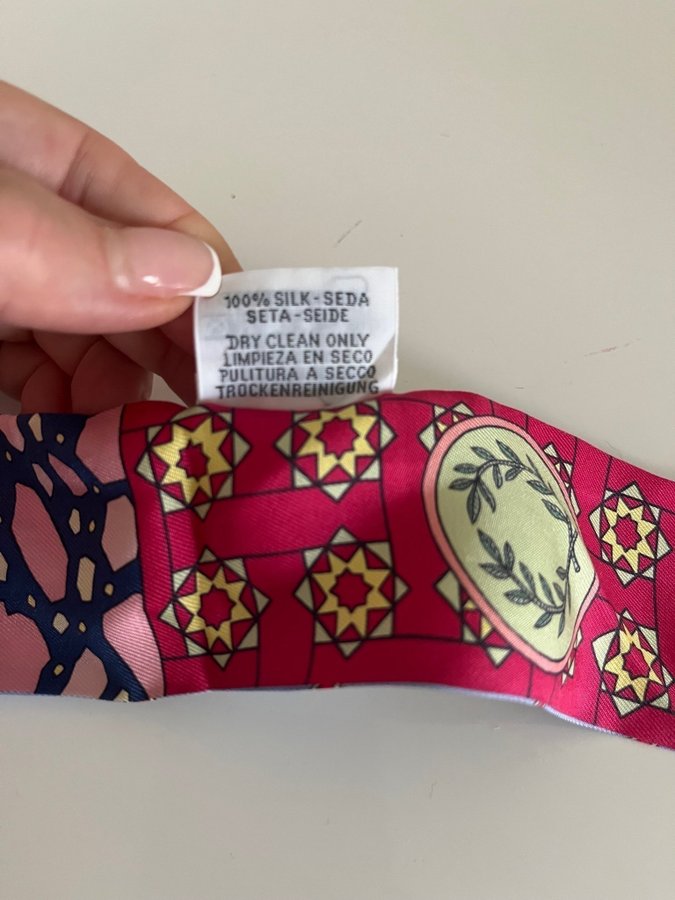 100% SILK-SEDA
SETA-SEIDE
DRY CLEAN ONLY
LIMPIEZA EN SECO
PULITURA A SECCO
TROCKENREINIGUNG